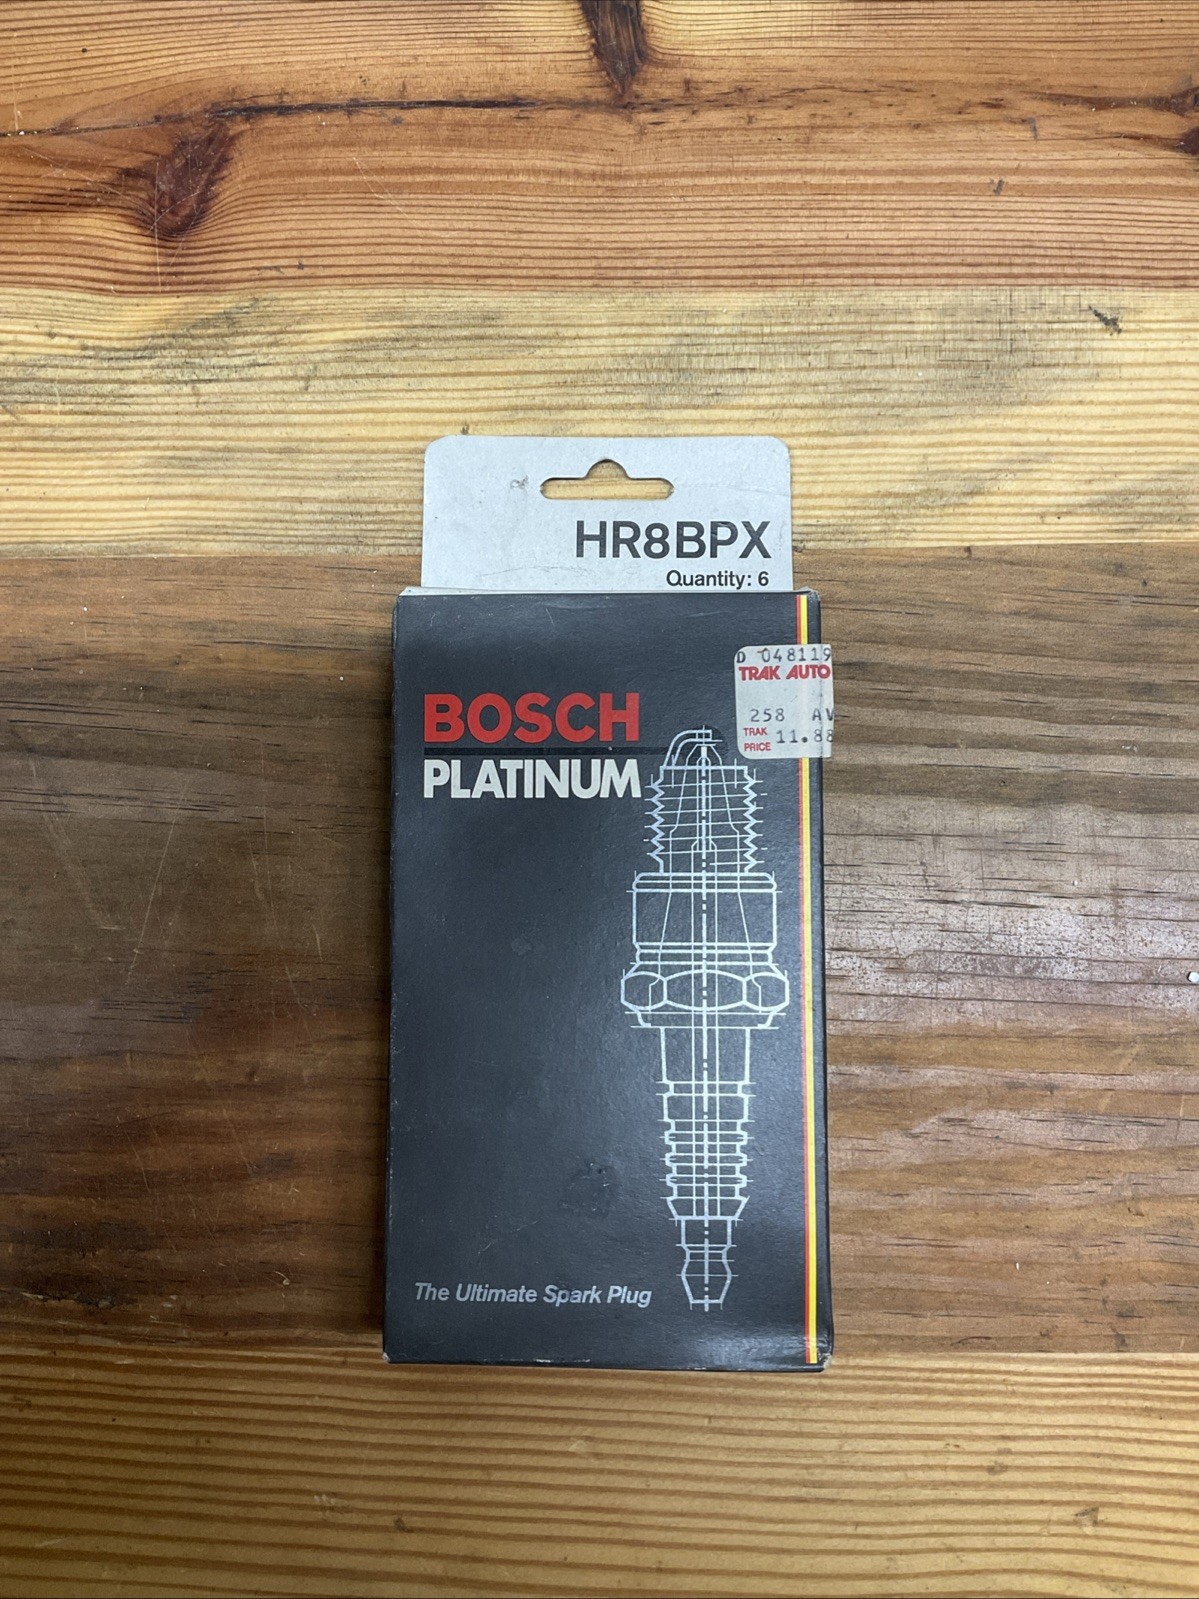 HR8BPX
Quantity: 6
D 048119
TRAK AUTO
258 AV
TRAK PRICE 11.88
BOSCH
PLATINUM
The Ultimate Spark Plug